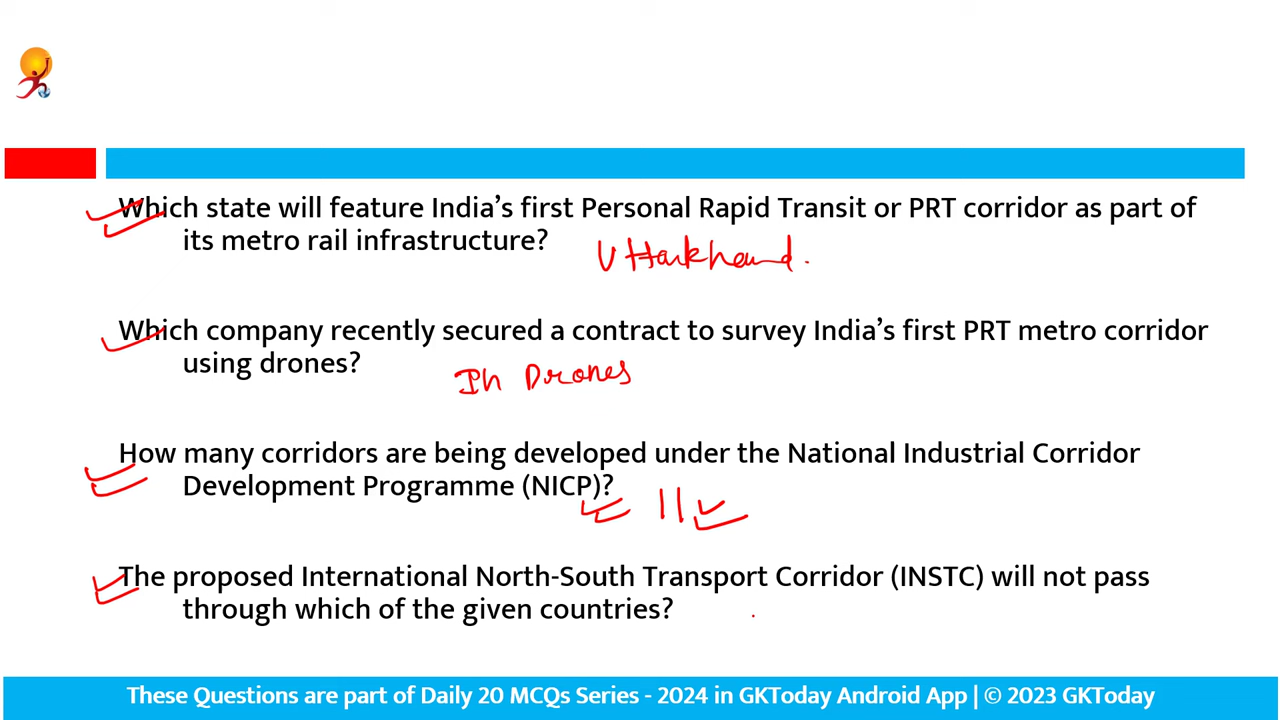 Which state will feature India’s first Personal Rapid Transit or PRT corridor as part of
its metro rail infrastructure?
Uttarkhand.
Which company recently secured a contract to survey India’s first PRT metro corridor
using drones?
Drones
How many corridors are being developed under the National Industrial Corridor
Development Programme (NICP)?
11
The proposed International North-South Transport Corridor (INSTC) will not pass
through which of the given countries?
These Questions are part of Daily 20 MCQs Series - 2024 in GKToday Android App | © 2023 GKToday